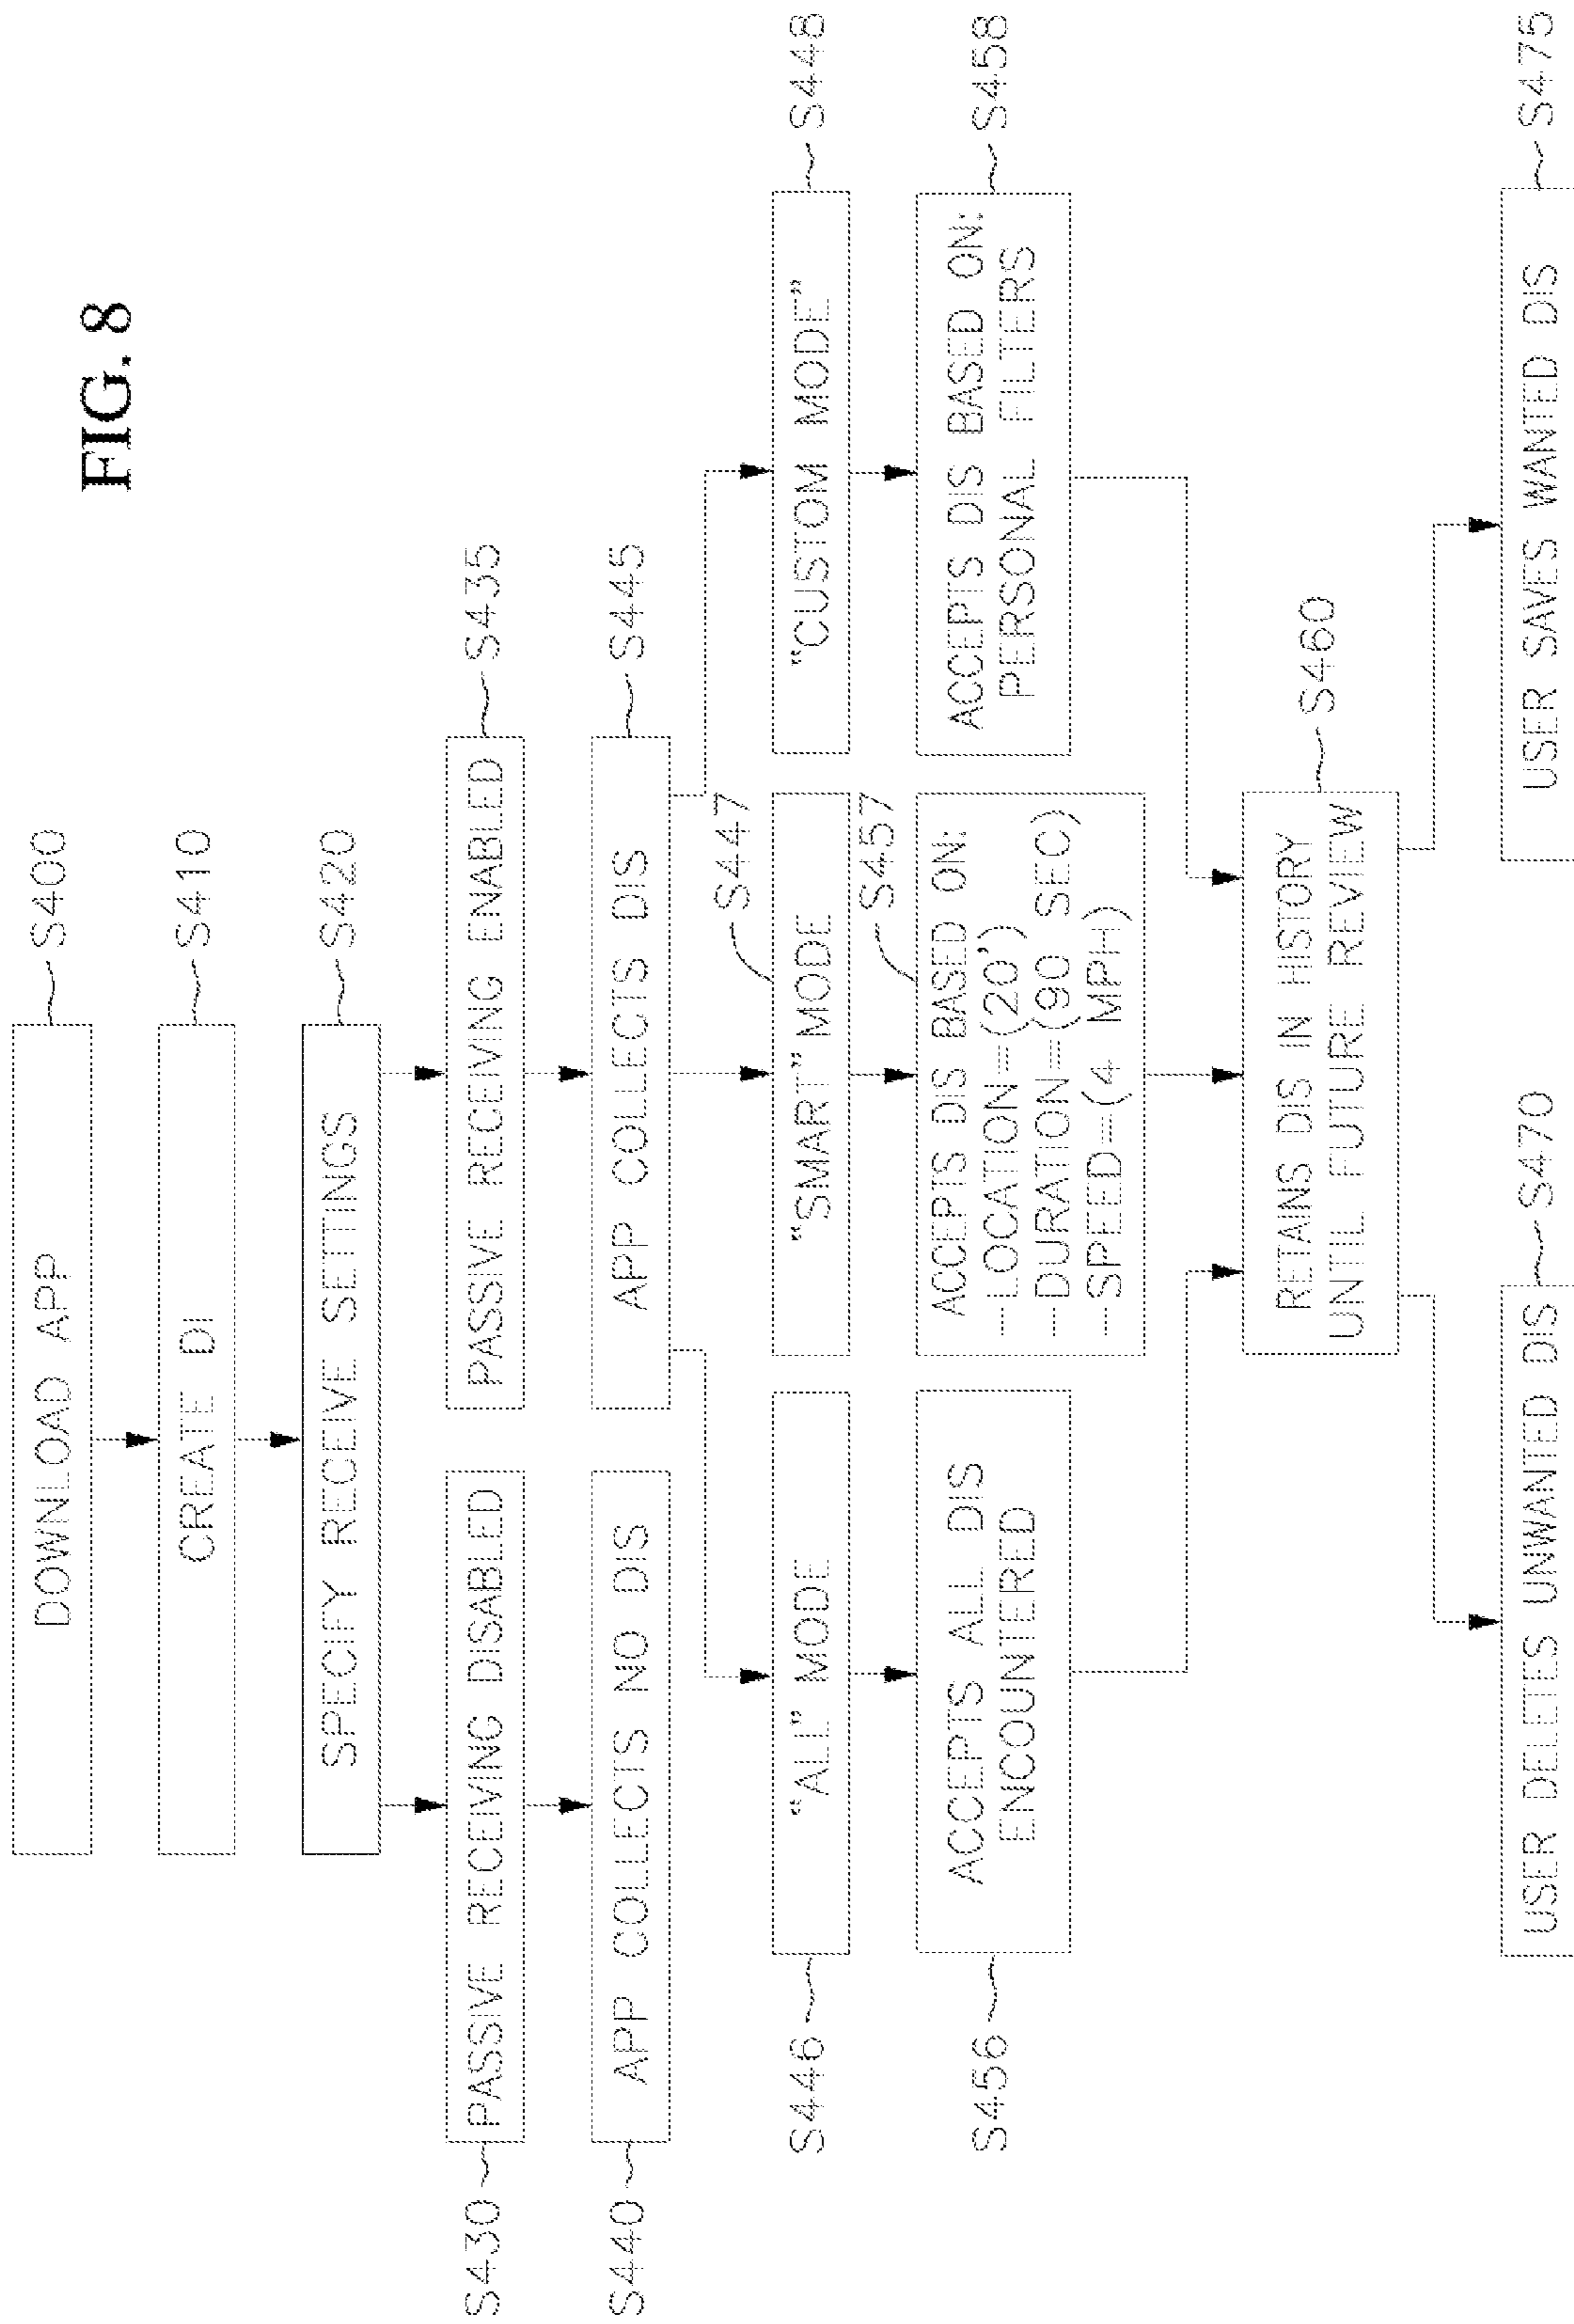 FIG. 8
DOWNLOAD APP
S400
CREATE DI
S410
SPECIFY RECEIVE SETTINGS
S420
S430
PASSIVE RECEIVING DISABLED
PASSIVE RECEIVING ENABLED
S435
S440
APP COLLECTS NO DIS
APP COLLECTS DIS
S445
S446
"ALL" MODE
"SMART" MODE
S447
"CUSTOM MODE"
S448
S456
ACCEPTS ALL DIS
ENCOUNTERED
ACCEPTS DIS BASED ON:
--LOCATION=(20')
--DURATION=(90 SEC)
--SPEED=(4 MPH)
S457
ACCEPTS DIS BASED ON:
PERSONAL FILTERS
S458
RETAINS DIS IN HISTORY
UNTIL FUTURE REVIEW
S460
USER DELETES UNWANTED DIS
S470
USER SAVES WANTED DIS
S475